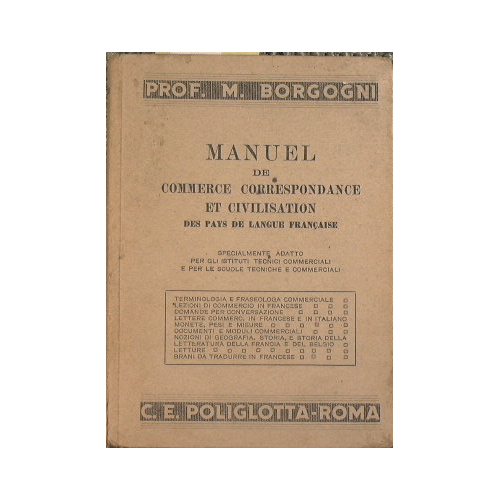 PROF. M. BORGOGNI
MANUEL
DE
COMMERCE CORRESPONDANCE
ET CIVILISATION
DES PAYS DE LANGUE FRANÇAISE
SPECIALMENTE ADATTO
PER GLI ISTITUTI TECNICI COMMERCIALI
E PER LE SCUOLE TECNICHE E COMMERCIALI
TERMINOLOGIA E FRASEOLOGA COMMERCIALE
LEZIONI DI COMMERCIO IN FRANCESE
DOMANDE PER CONVERSAZIONE
LETTERE COMMERC. IN FRANCESE E IN ITALIANO
MONETE, PESI E MISURE
DOCUMENTI E MODULI COMMERCIALI
NOZIONI DI GEOGRAFIA, STORIA, E STORIA DELLA
LETTERATURA DELLA FRANCIA E DEL BELGIO
LETTURE
BRANI DA TRADURRE IN FRANCESE
C. E. POLIGLOTTA-ROMA